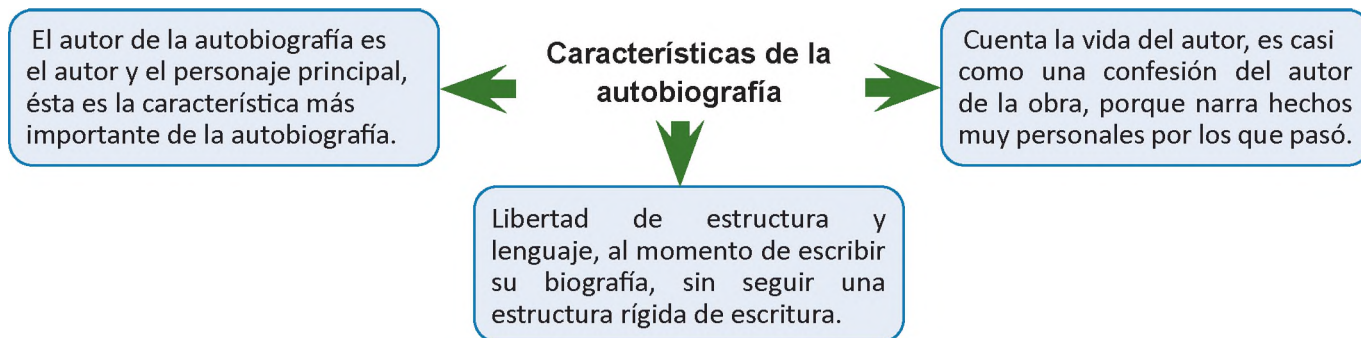 Características de la
autobiografía
El autor de la autobiografía es
el autor y el personaje principal,
ésta es la característica más
importante de la autobiografía.
Libertad de estructura y
lenguaje, al momento de escribir
su biografía, sin seguir una
estructura rígida de escritura.
Cuenta la vida del autor, es casi
como una confesión del autor
de la obra, porque narra hechos
muy personales por los que pasó.